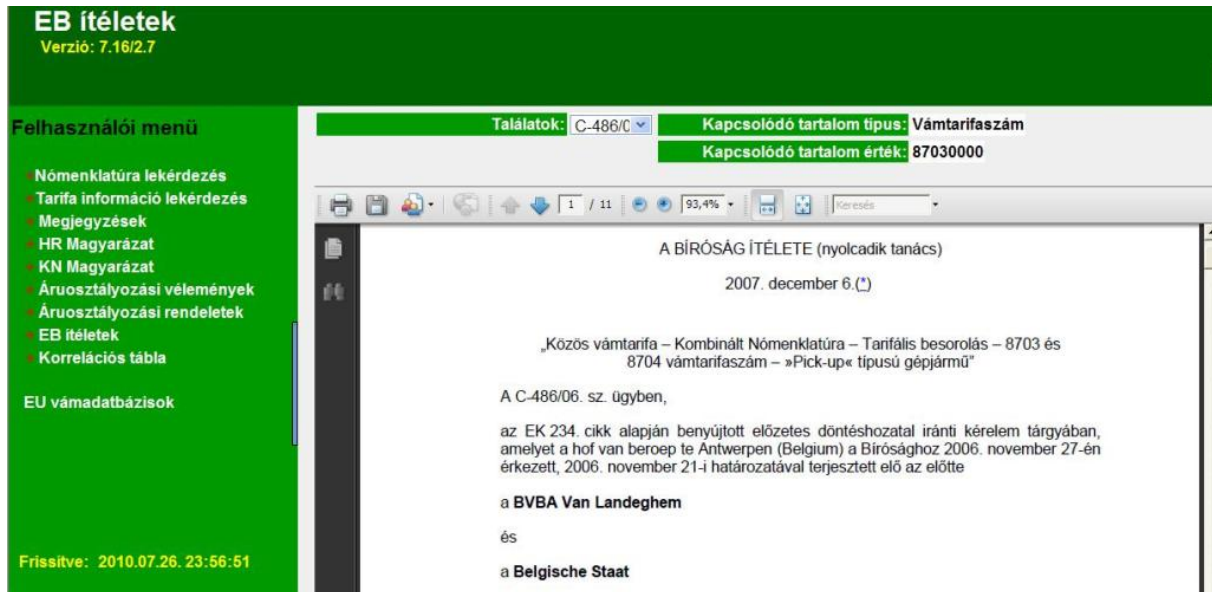 EB ítéletek
Verzió: 7.16/2.7
Felhasználói menü
Nómenklatúra lekérdezés
Tarifa információ lekérdezés
Megjegyzések
HR Magyarázat
KN Magyarázat
Áruosztályozási vélemények
Áruosztályozási rendeletek
EB ítéletek
Korrelációs tábla
EU vámadatbázisok
Frissítve: 2010.07.26. 23:56:51
Találatok: C-486/0 Kapcsolódó tartalom típus: Vámtarifaszám
Kapcsolódó tartalom érték: 87030000
1 / 11 93,4% Keresés
A BÍRÓSÁG ÍTÉLETE (nyolcadik tanács)
2007. december 6.(*)
„Közös vámtarifa – Kombinált Nómenklatúra – Tarifális besorolás – 8703 és
8704 vámtarifaszám – »Pick-up« típusú gépjármű”
A C-486/06. sz. ügyben,
az EK 234. cikk alapján benyújtott előzetes döntéshozatal iránti kérelem tárgyában,
amelyet a hof van beroep te Antwerpen (Belgium) a Bírósághoz 2006. november 27-én
érkezett, 2006. november 21-i határozatával terjesztett elő az előtte
a BVBA Van Landeghem
és
a Belgische Staat